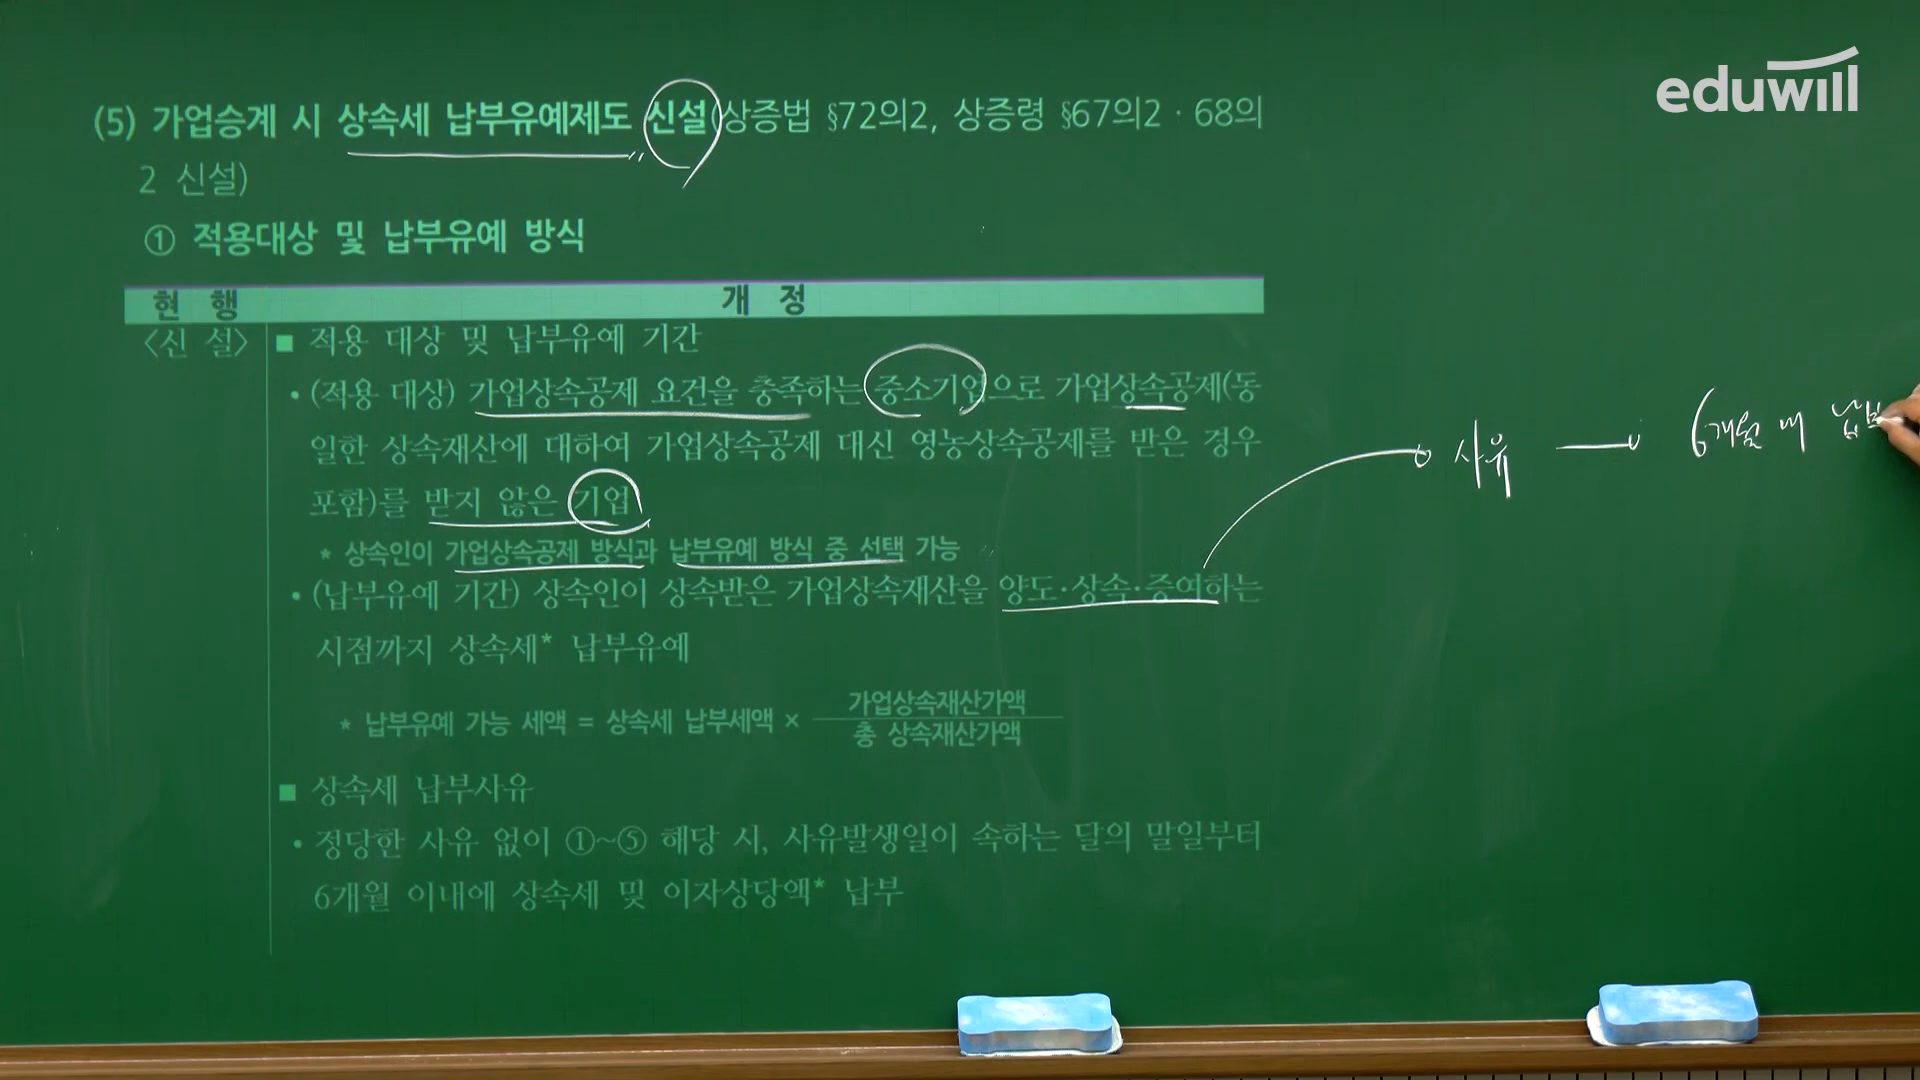 eduwill
(5) 가업승계 시 상속세 납부유예제도 신설(상증법 §72의2, 상증령 §67의2 · 68의
2 신설)
① 적용대상 및 납부유예 방식
현 행 개 정
<신 설> ■ 적용 대상 및 납부유예 기간
• (적용 대상) 가업상속공제 요건을 충족하는 중소기업으로 가업상속공제(동
일한 상속재산에 대하여 가업상속공제 대신 영농상속공제를 받은 경우
포함)를 받지 않은 기업
* 상속인이 가업상속공제 방식과 납부유예 방식 중 선택 가능
• (납부유예 기간) 상속인이 상속받은 가업상속재산을 양도·상속·증여하는
시점까지 상속세* 납부유예
* 납부유예 가능 세액 = 상속세 납부세액 × 가업상속재산가액
총 상속재산가액
■ 상속세 납부사유
• 정당한 사유 없이 ①~⑤ 해당 시, 사유발생일이 속하는 달의 말일부터
6개월 이내에 상속세 및 이자상당액* 납부
사유 6개월 내 납부